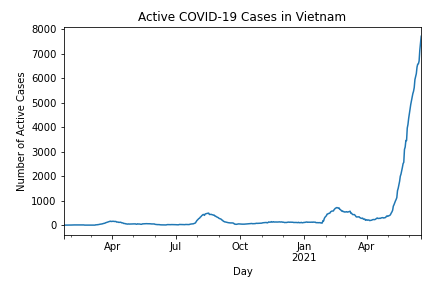 Active COVID-19 Cases in Vietnam
Number of Active Cases
8000
7000
6000
5000
4000
3000
2000
1000
0
Apr
Jul
Oct
Jan
2021
Apr
Day